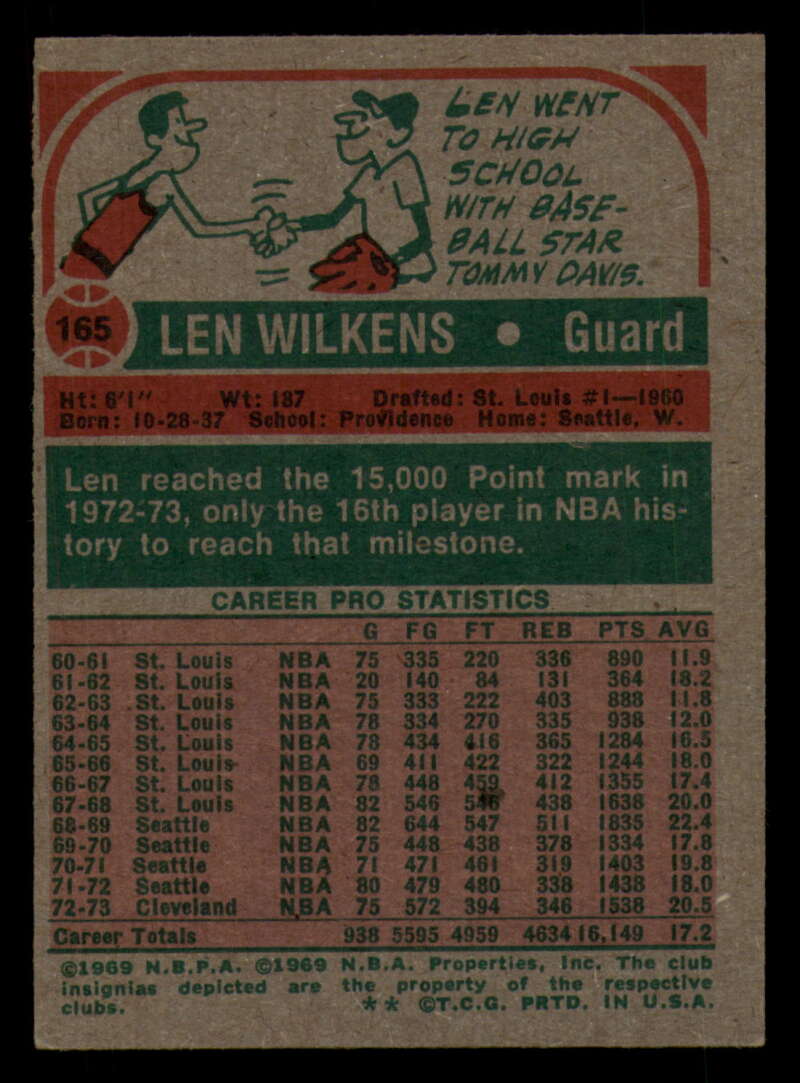 LEN WENT
TO HIGH
SCHOOL
WITH BASE-
BALL STAR
TOMMY DAVIS.
165 LEN WILKENS • Guard
Ht: 6'1" Wt: 187 Drafted: St. Louis #1—1960
Born: 10-28-37 School: Providence Home: Seattle, W.
Len reached the 15,000 Point mark in
1972-73, only the 16th player in NBA his-
tory to reach that milestone.
CAREER PRO STATISTICS
G FG FT REB PTS AVG
60-61 St. Louis NBA 75 335 220 336 890 11.9
61-62 St. Louis NBA 20 140 84 131 364 18.2
62-63 St. Louis NBA 75 333 222 403 888 11.8
63-64 St. Louis NBA 78 334 270 335 938 12.0
64-65 St. Louis NBA 78 434 416 365 1284 16.5
65-66 St. Louis NBA 69 411 422 322 1244 18.0
66-67 St. Louis NBA 78 448 459 412 1355 17.4
67-68 St. Louis NBA 82 546 546 438 1638 20.0
68-69 Seattle NBA 82 644 547 511 1835 22.4
69-70 Seattle NBA 75 448 438 378 1334 17.8
70-71 Seattle NBA 71 471 461 319 1403 19.8
71-72 Seattle NBA 80 479 480 338 1438 18.0
72-73 Cleveland NBA 75 572 394 346 1538 20.5
Career Totals 938 5595 4959 4634 16,149 17.2
©1969 N.B.P.A. ©1969 N.B.A. Properties, Inc. The club
insignias depicted are the property of the respective
clubs. ** ©T.C.G. PRTD. IN U.S.A.